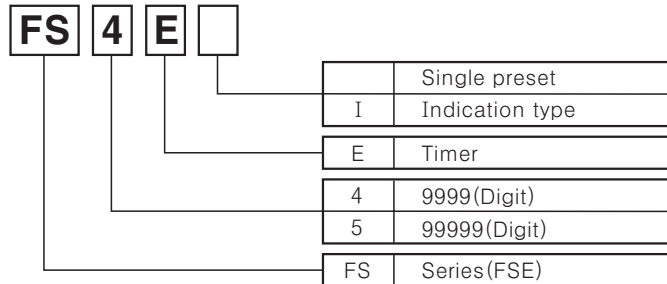 FS 4 E
Single preset
I Indication type
E Timer
4 9999(Digit)
5 99999(Digit)
FS Series(FSE)